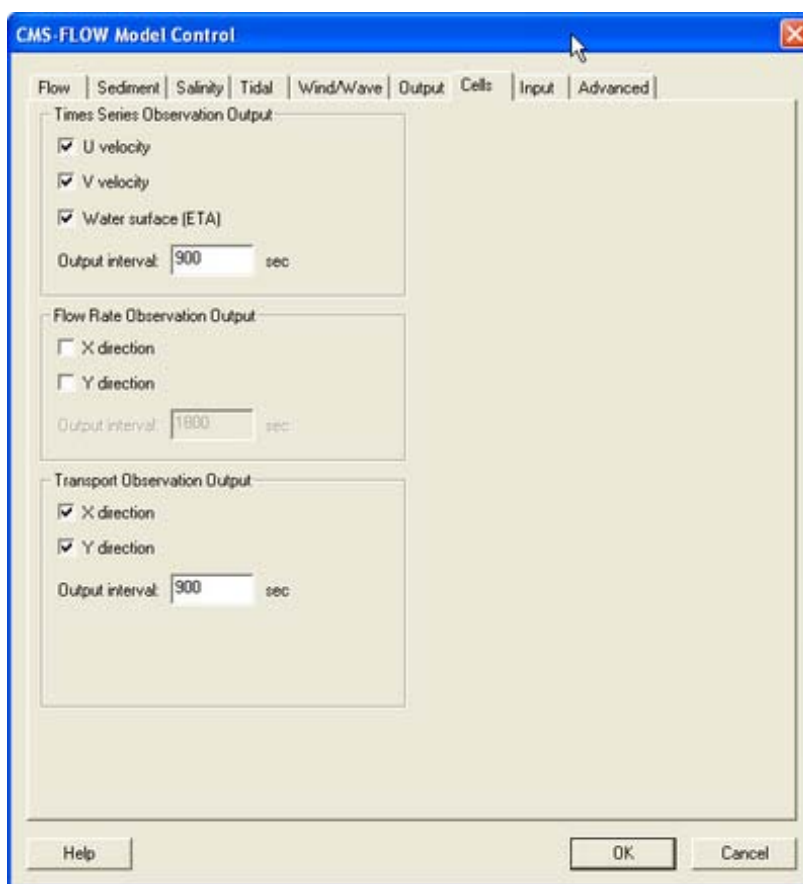 CMS-FLOW Model Control
Flow Sediment Salinity Tidal Wind/Wave Output Cells Input Advanced
Times Series Observation Output
U velocity
V velocity
Water surface (ETA)
Output interval: 900 sec
Flow Rate Observation Output
X direction
Y direction
Output interval: 1800 sec
Transport Observation Output
X direction
Y direction
Output interval: 900 sec
Help OK Cancel